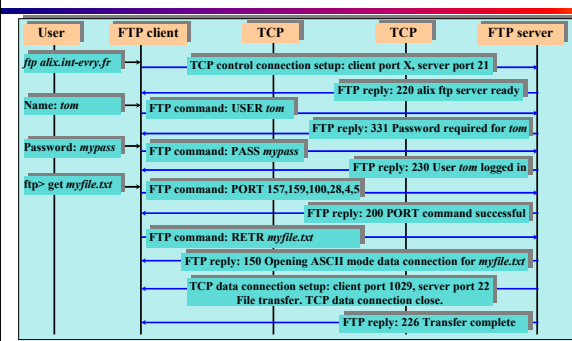 User FTP client TCP TCP FTP server
ftp alix.int-evry.fr
TCP control connection setup: client port X, server port 21
FTP reply: 220 alix ftp server ready
Name: tom
FTP command: USER tom
FTP reply: 331 Password required for tom
Password: mypass
FTP command: PASS mypass
FTP reply: 230 User tom logged in
ftp> get myfile.txt
FTP command: PORT 157,159,100,28,4,5
FTP reply: 200 PORT command successful
FTP command: RETR myfile.txt
FTP reply: 150 Opening ASCII mode data connection for myfile.txt
TCP data connection setup: client port 1029, server port 22
File transfer. TCP data connection close.
FTP reply: 226 Transfer complete